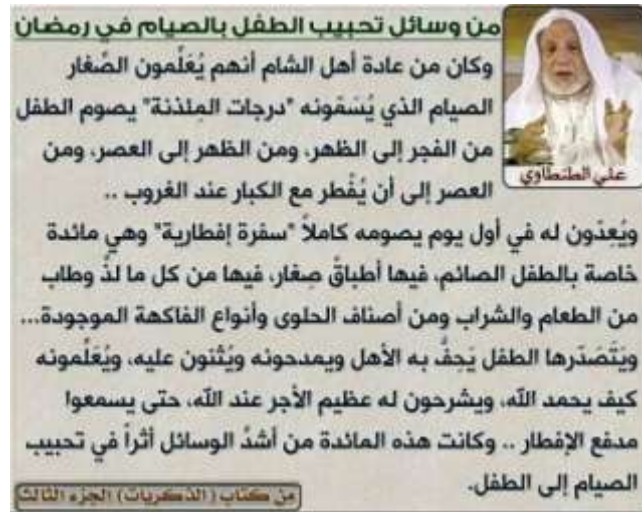 من وسائل تحبيب الطفل بالصيام في رمضان
وكان من عادة أهل الشام أنهم يُعَلِّمون الصِّغار
الصيام الذي يُسَمّونه "درجات المِئذنة" يصوم الطفل
من الفجر إلى الظهر، ومن الظهر إلى العصر، ومن
العصر إلى أن يُفْطر مع الكبار عند الغروب ..
علي الطنطاوي
ويُعِدّون له في أول يوم يصومه كاملاً "سفرة إفطارية" وهي مائدة
خاصة بالطفل الصائم، فيها أطباقٌ صِغار، فيها من كل ما لذَّ وطاب
من الطعام والشراب ومن أصناف الحلوى وأنواع الفاكهة الموجودة...
ويَتَصَدّرها الطفل يَحِفُّ به الأهل ويمدحونه ويُثنون عليه، ويُعَلِّمونه
كيف يحمد الله، ويشرحون له عظيم الأجر عند الله، حتى يسمعوا
مدفع الإفطار .. وكانت هذه المائدة من أشدِّ الوسائل أثراً في تحبيب
الصيام إلى الطفل.
من كتاب (الذكريات) الجزء الثالث